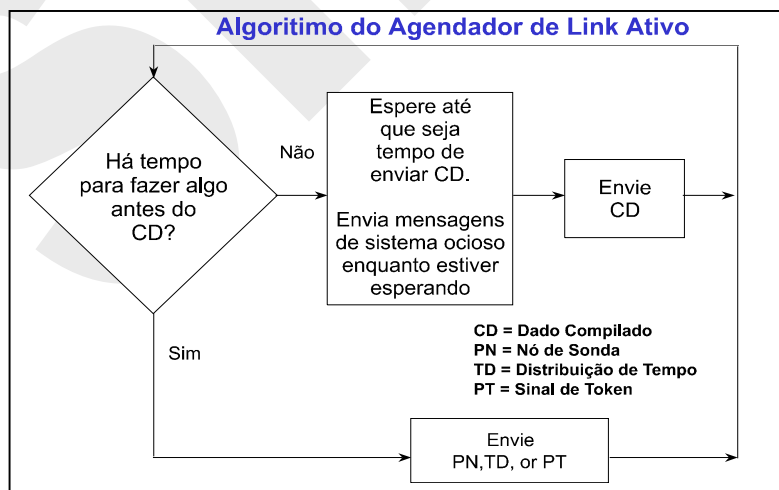 Algoritimo do Agendador de Link Ativo
Há tempo
para fazer algo
antes do
CD?
Não
Espere até
que seja
tempo de
enviar CD.
Envia mensagens
de sistema ocioso
enquanto estiver
esperando
Envie
CD
CD = Dado Compilado
PN = Nó de Sonda
TD = Distribuição de Tempo
PT = Sinal de Token
Sim
Envie
PN,TD, or PT